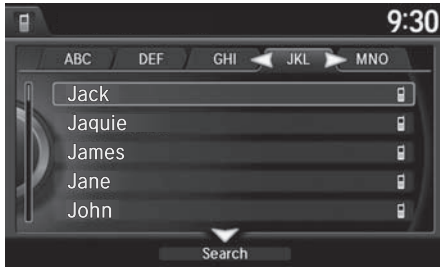 9:30
ABC DEF GHI JKL MNO
Jack
Jaquie
James
Jane
John
Search